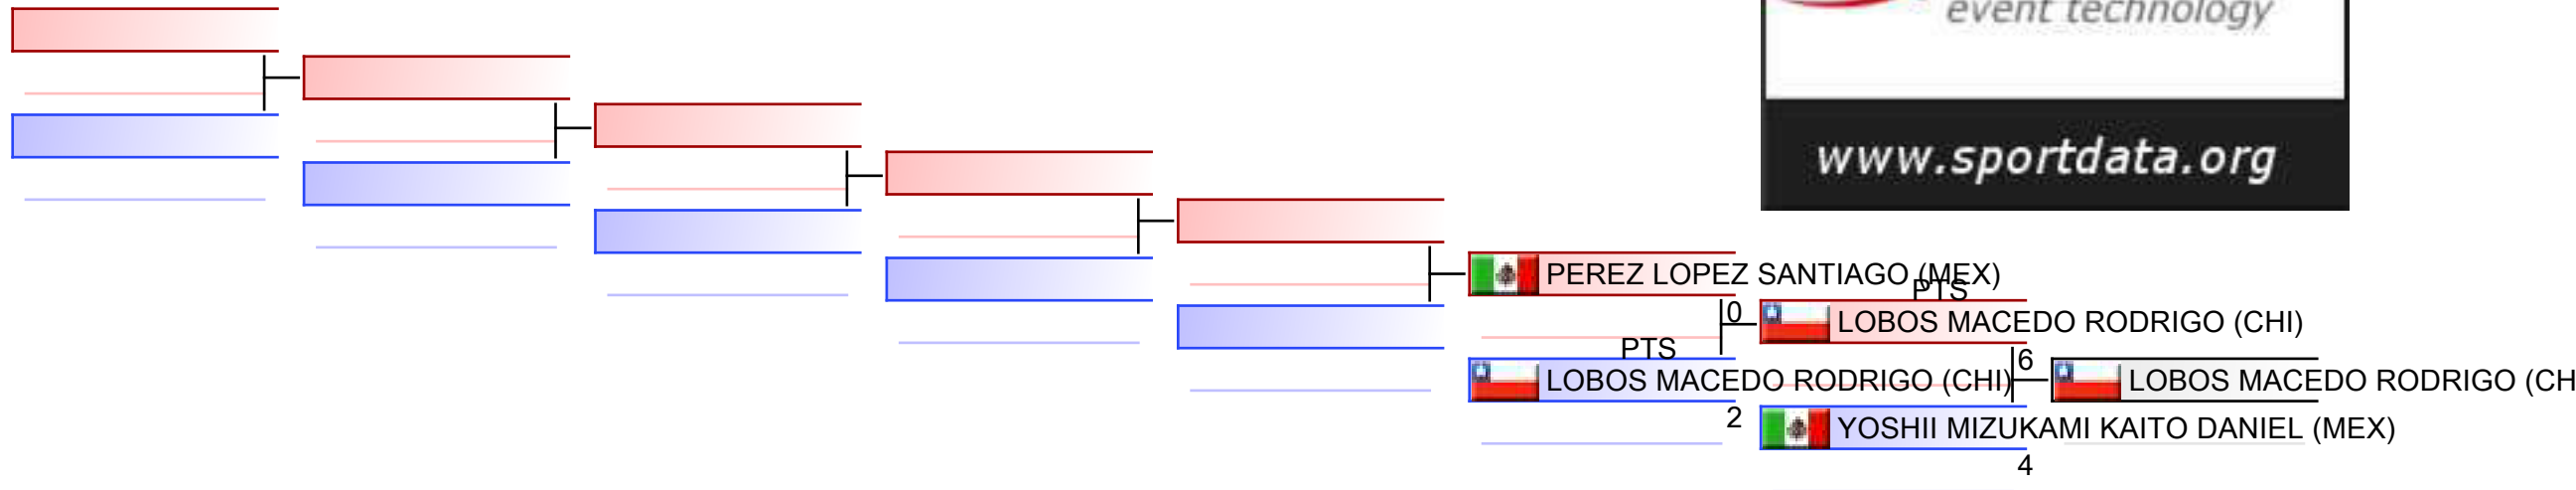 event technology
www.sportdata.org
PEREZ LOPEZ SANTIAGO (MEX)
PTS
0
LOBOS MACEDO RODRIGO (CHI)
PTS
6
LOBOS MACEDO RODRIGO (CHI)
LOBOS MACEDO RODRIGO (CH
2
YOSHII MIZUKAMI KAITO DANIEL (MEX)
4